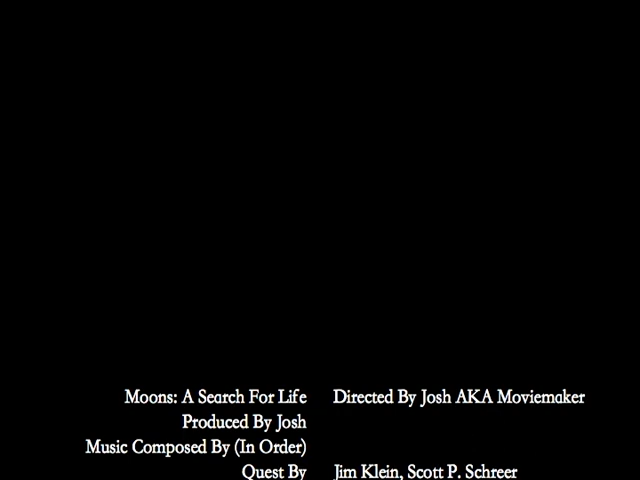 Moons: A Search For Life Directed By Josh AKA Moviemaker
Produced By Josh
Music Composed By (In Order)
Quest By Jim Klein, Scott P. Schreer